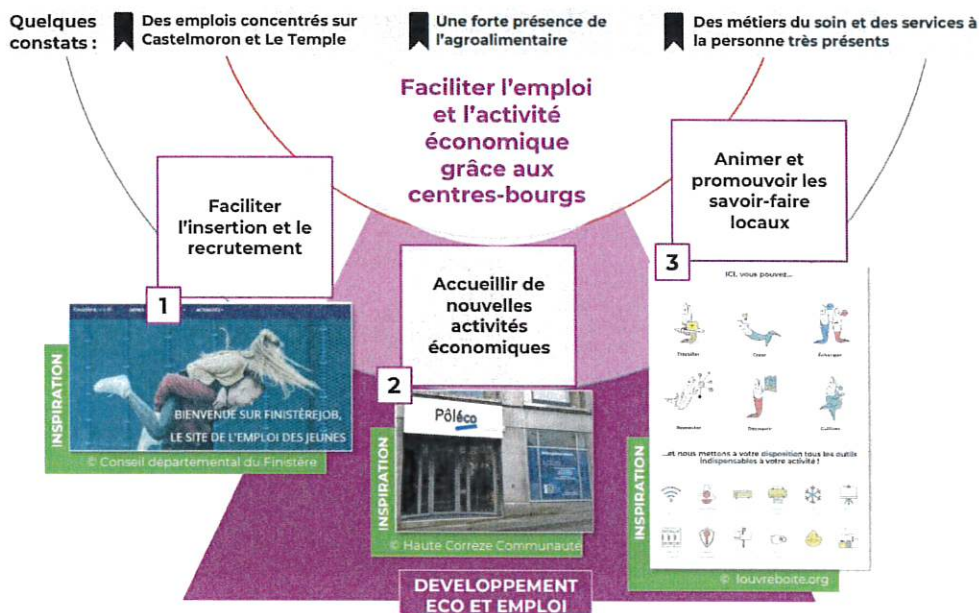 Quelques
constats :
Des emplois concentrés sur
Castelmoron et Le Temple
Une forte présence de
l'agroalimentaire
Des métiers du soin et des services à
la personne très présents
Faciliter l'emploi
et l'activité
économique
grâce aux
centres-bourgs
Faciliter
l'insertion et le
recrutement
1
INSPIRATION
BIENVENUE SUR FINISTÈREJOB,
LE SITE DE L'EMPLOI DES JEUNES
© Conseil départemental du Finistère
Accueillir de
nouvelles
activités
économiques
2
INSPIRATION
Pôléco
© Haute Corrèze Communauté
Animer et
promouvoir les
savoir-faire
locaux
3
INSPIRATION
ICI, vous pouvez...
Travailler
Échanger
...et nous mettons à votre disposition tous les outils
indispensables à votre activité !
© louvreboite.org
DEVELOPPEMENT
ECO ET EMPLOI